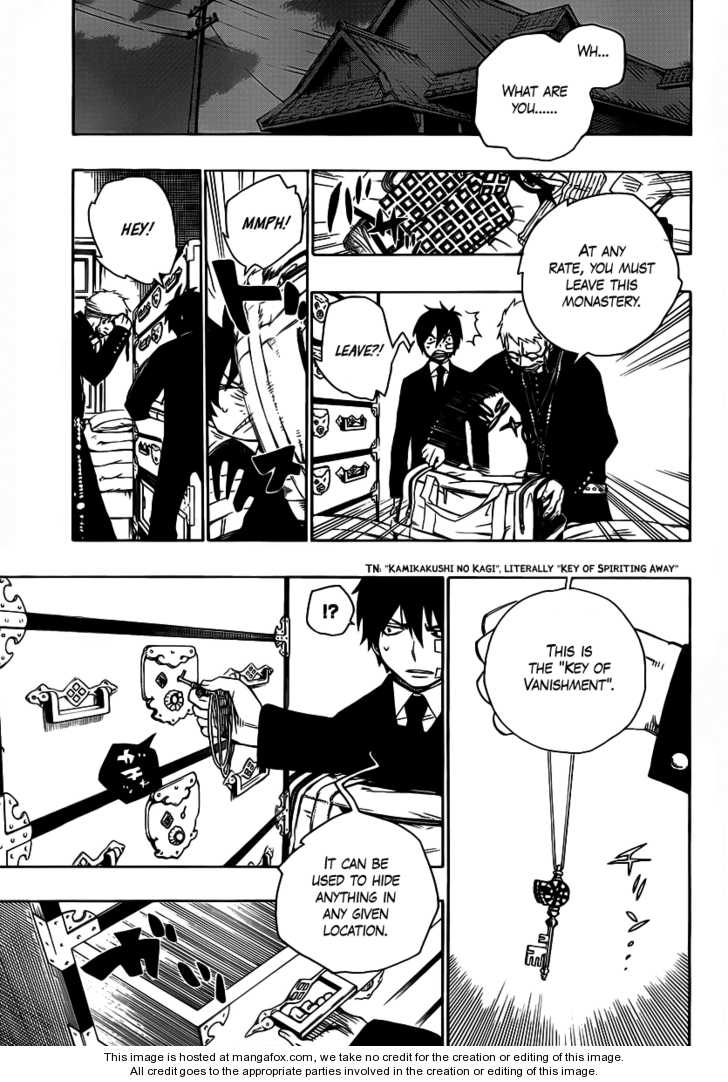 WH...
WHAT ARE
YOU......
AT ANY
RATE, YOU MUST
LEAVE THIS
MONASTERY.
LEAVE?!
MMPH!
HEY!
TN: "KAMIKAKUSHI NO KAGI", LITERALLY "KEY OF SPIRITING AWAY"
THIS IS
THE "KEY OF
VANISHMENT".
!?
IT CAN BE
USED TO HIDE
ANYTHING IN
ANY GIVEN
LOCATION.
This image is hosted at mangafox.com, we take no credit for the creation or editing of this image.
All credit goes to the appropriate parties involved in the creation or editing of this image.